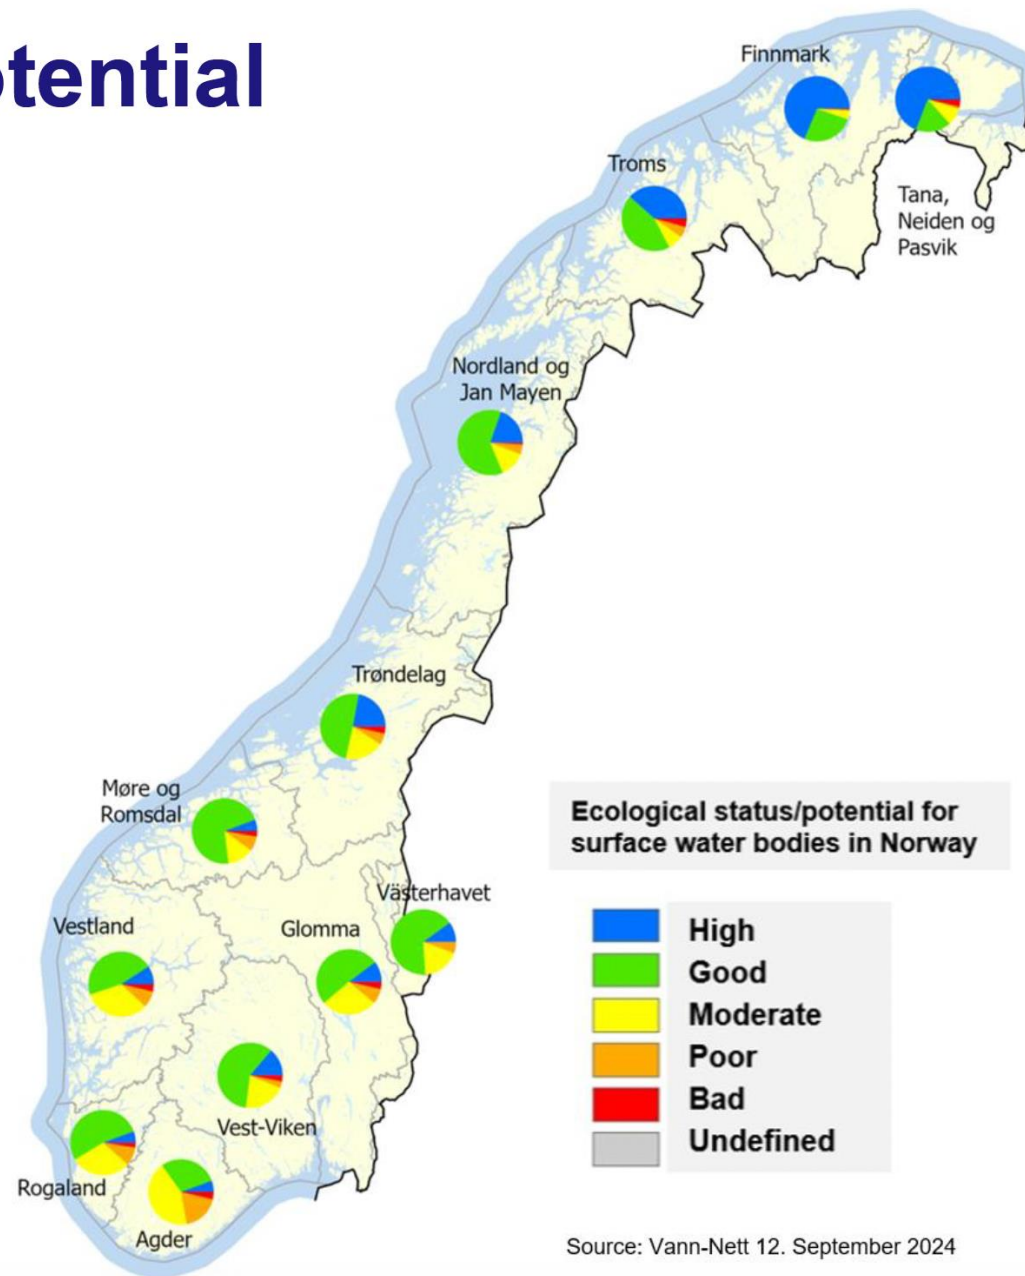 otential
Finnmark
Troms
Tana,
Neiden og
Pasvik
Nordland og
Jan Mayen
Trøndelag
Møre og
Romsdal
Västerhavet
Vestland
Glomma
Vest-Viken
Rogaland
Agder
Ecological status/potential for
surface water bodies in Norway
High
Good
Moderate
Poor
Bad
Undefined
Source: Vann-Nett 12. September 2024